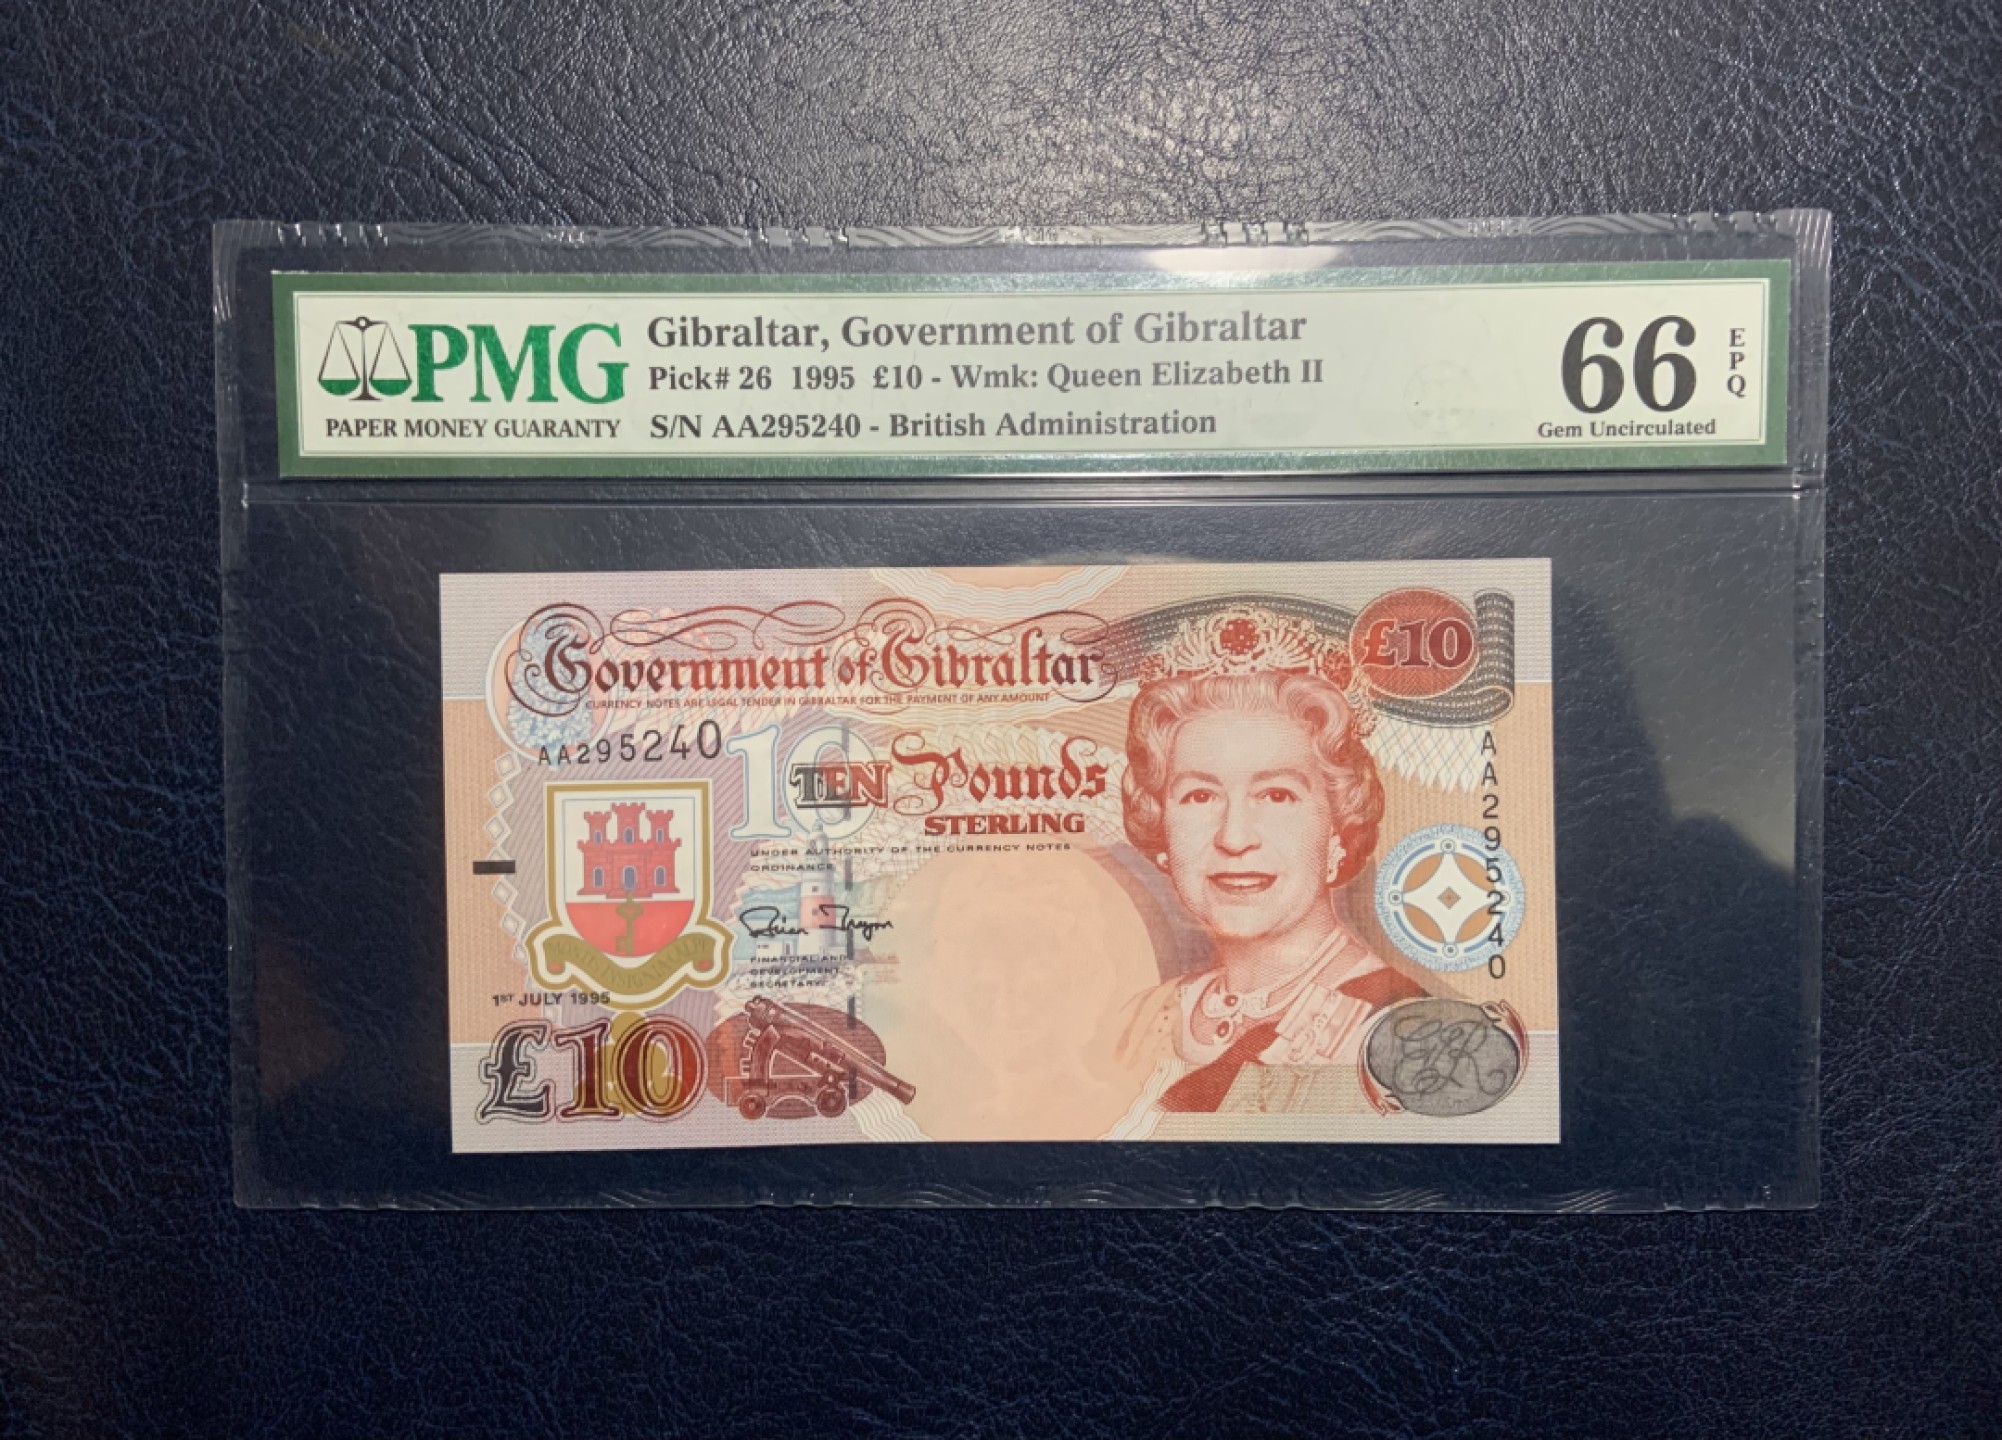 PMG
PAPER MONEY GUARANTY
Gibraltar, Government of Gibraltar
Pick# 26 1995 £10 - Wmk: Queen Elizabeth II
S/N AA295240 - British Administration
66
EPQ
Gem Uncirculated
Government of Gibraltar
CURRENCY NOTES ARE LEGAL TENDER IN GIBRALTAR FOR THE PAYMENT OF ANY AMOUNT
£10
AA295240
10
TEN Pounds
STERLING
UNDER AUTHORITY OF THE CURRENCY NOTES
ORDINANCE
AA295240
FINANCIAL AND
DEVELOPMENT
SECRETARY
1ST JULY 1995
£10